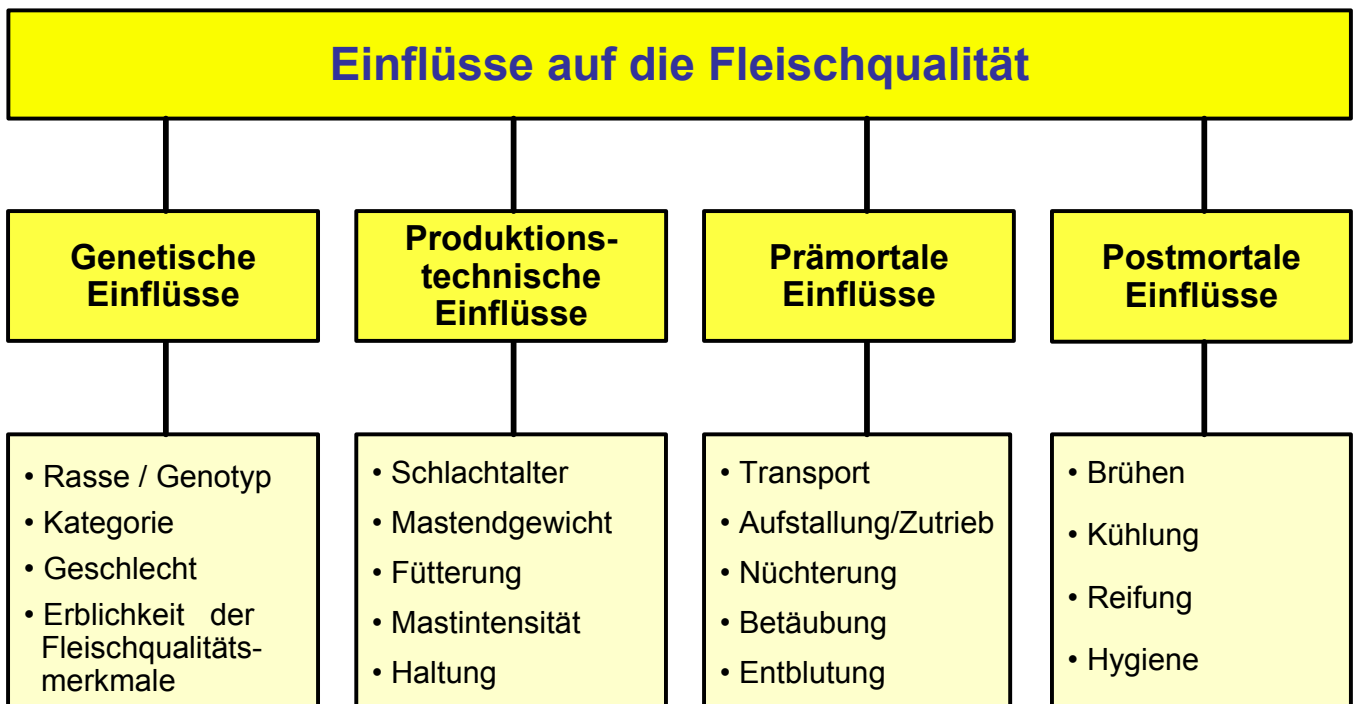 Einflüsse auf die Fleischqualität
Genetische
Einflüsse
Produktions-
technische
Einflüsse
Prämortale
Einflüsse
Postmortale
Einflüsse
• Rasse / Genotyp
• Kategorie
• Geschlecht
• Erblichkeit der
Fleischqualitäts-
merkmale
• Schlachtalter
• Mastendgewicht
• Fütterung
• Mastintensität
• Haltung
• Transport
• Aufstallung/Zutrieb
• Nüchterung
• Betäubung
• Entblutung
• Brühen
• Kühlung
• Reifung
• Hygiene